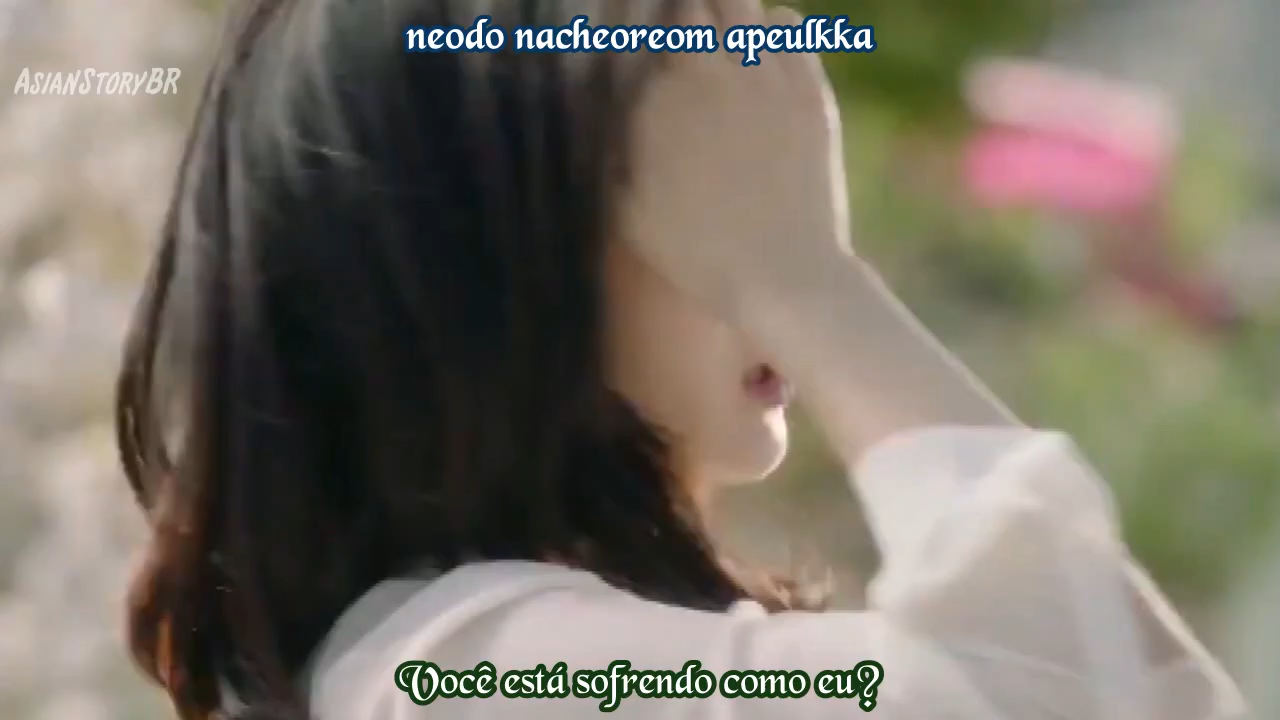 neodo nacheoreom apeulkka
AsianStoryBR
Você está sofrendo como eu?